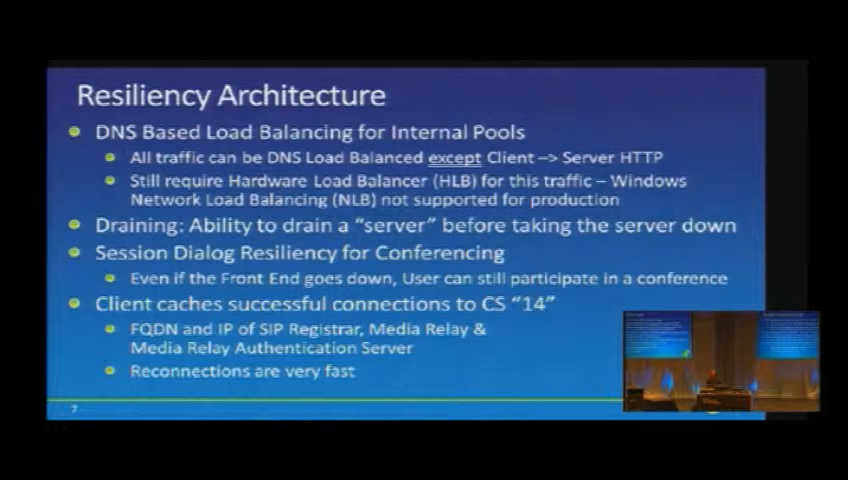 Resiliency Architecture
DNS Based Load Balancing for Internal Pools
All traffic can be DNS Load Balanced except Client –> Server HTTP
Still require Hardware Load Balancer (HLB) for this traffic – Windows
Network Load Balancing (NLB) not supported for production
Draining: Ability to drain a “server” before taking the server down
Session Dialog Resiliency for Conferencing
Even if the Front End goes down, User can still participate in a conference
Client caches successful connections to CS “14”
FQDN and IP of SIP Registrar, Media Relay &
Media Relay Authentication Server
Reconnections are very fast
7